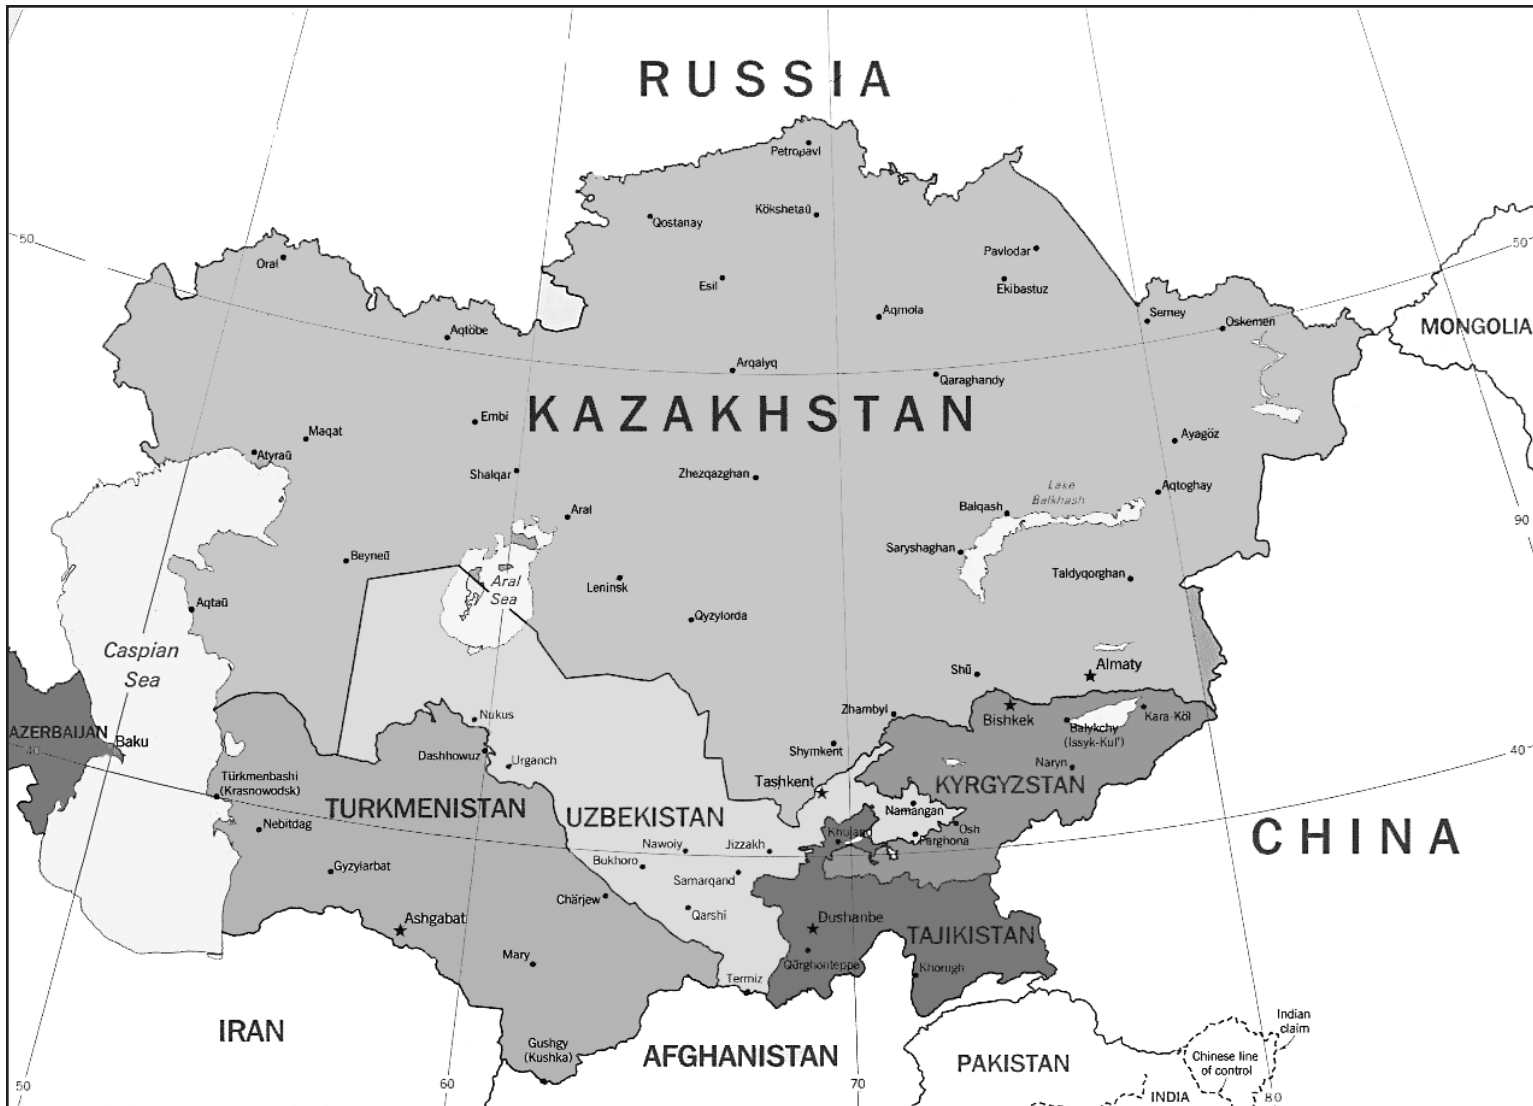 RUSSIA
Petropavl
Kökshetaū
Qostanay
50
50
Pavlodar
Oral
Esil
Ekibastuz
Aqmola
Semey
Oskemen
MONGOLIA
Aqtöbe
Arqalyq
Qaraghandy
KAZAKHSTAN
Embi
Maqat
Ayagöz
Atyraū
Shalqar
Zhezqazghan
Lake
Balkhash
Aqtoghay
Balqash
Aral
90
Saryshaghan
Beyneū
Taldyqorghan
Aral
Sea
Leninsk
Aqtaū
Qyzylorda
Caspian
Sea
Shū
Almaty
Zhambyl
Nukus
Bishkek
Kara-Köl
Balykchy
(Issyk-Kul')
AZERBAIJAN
Baku
40
40
Dashhowuz
Urganch
Shymkent
Naryn
Türkmenbashi
(Krasnowodsk)
Tashkent
KYRGYZSTAN
TURKMENISTAN
UZBEKISTAN
Namangan
Nebitdag
Khujand
Osh
Farghona
CHINA
Nawoiy
Jizzakh
Bukhoro
Gyzylarbat
Samarqand
Chärjew
Qarshi
Ashgabat
Dushanbe
TAJIKISTAN
Mary
Qŭrghonteppa
Khorugh
Termiz
IRAN
Gushgy
(Kushka)
AFGHANISTAN
PAKISTAN
Indian
claim
Chinese line
of control
INDIA
50
60
70
80